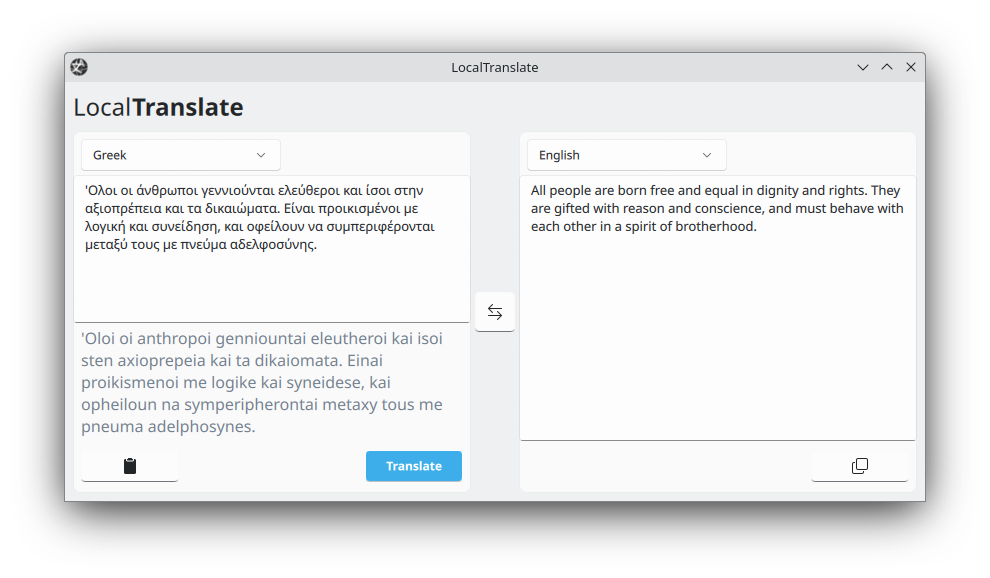 LocalTranslate
LocalTranslate
Greek
'Ολοι οι άνθρωποι γεννιούνται ελεύθεροι και ίσοι στην
αξιοπρέπεια και τα δικαιώματα. Είναι προικισμένοι με
λογική και συνείδηση, και οφείλουν να συμπεριφέρονται
μεταξύ τους με πνεύμα αδελφοσύνης.
'Oloi oi anthropoi genniountai eleutheroi kai isoi
sten axioprepeia kai ta dikaiomata. Einai
proikismenoi me logike kai syneidese, kai
opheiloun na symperipherontai metaxy tous me
pneuma adelphosynes.
Translate
English
All people are born free and equal in dignity and rights. They
are gifted with reason and conscience, and must behave with
each other in a spirit of brotherhood.